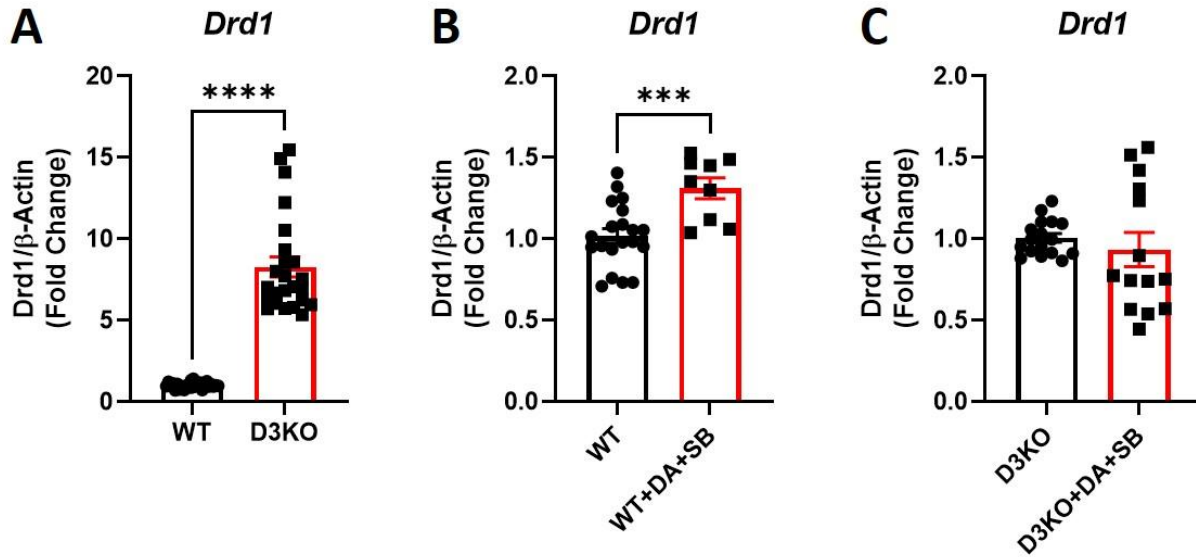 A
Drd1
Drd1/β-Actin
(Fold Change)
20
15
10
5
0
****
WT
D3KO
B
Drd1
Drd1/β-Actin
(Fold Change)
2.0
1.5
1.0
0.5
0.0
***
WT
WT+DA+SB
C
Drd1
Drd1/β-Actin
(Fold Change)
2.0
1.5
1.0
0.5
0.0
D3KO
D3KO+DA+SB